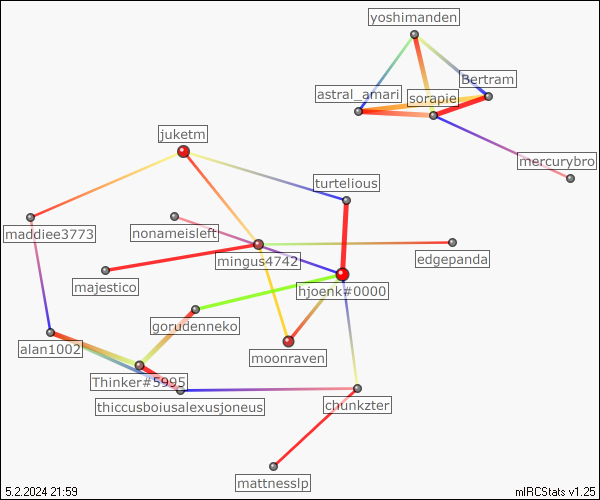 yoshimanden
Bertram
astral_amari
sorapie
juketm
mercurybro
turtelious
maddiee3773
nonameisleft
mingus4742
edgepanda
majestico
hjoenk#0000
gorudenneko
alan1002
moonraven
Thinker#5995
thiccusboiusalexusjoneus
chunkzter
mattnesslp
5.2.2024 21:59
mIRCStats v1.25